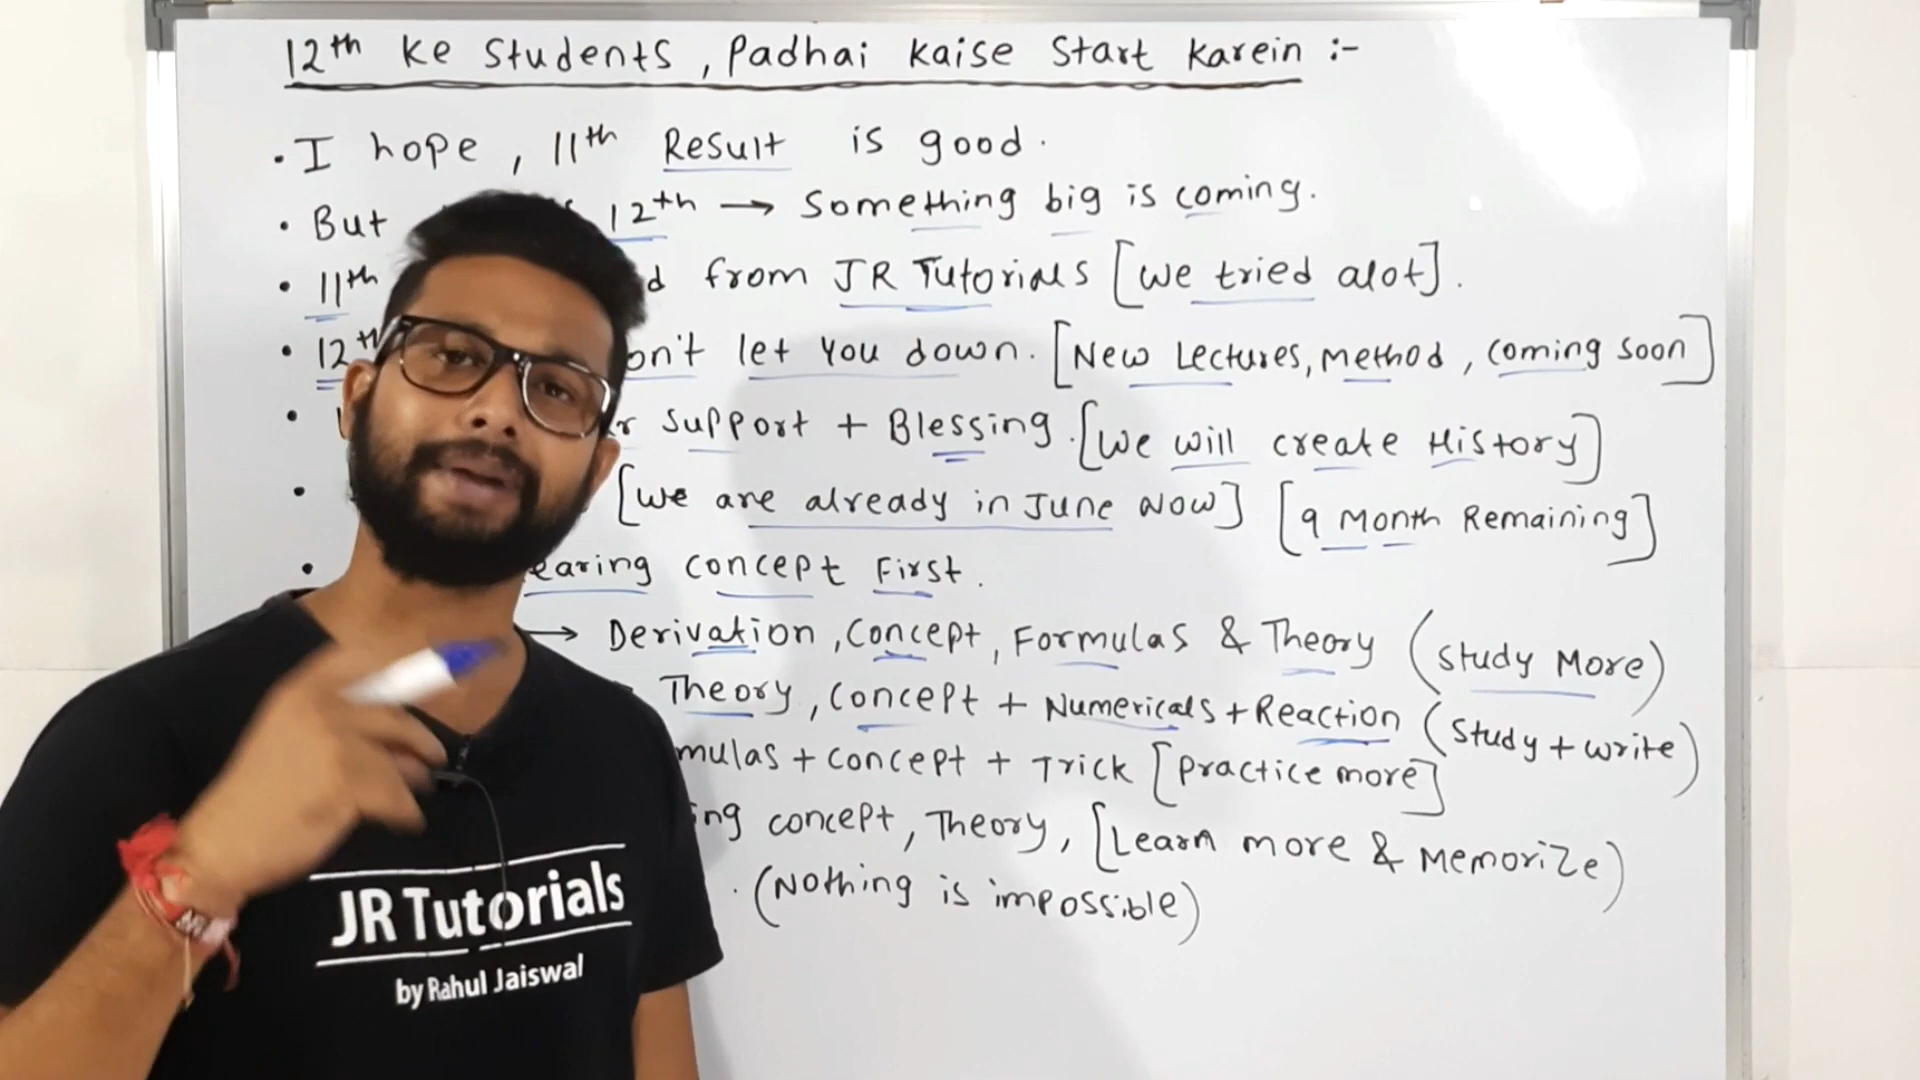 12th Ke Students, Padhai Kaise Start Karein :-
• I hope, 11th Result is good.
• But 12th → Something big is coming.
• 11th from JR Tutorials [We tried alot].
• 12th let You down. [New Lectures, Method, Coming Soon]
• Support + Blessing. [We will create History]
• [We are already in June Now] [9 Month Remaining]
• Concept First.
→ Derivation, Concept, Formulas & Theory (Study More)
Theory, Concept + Numericals + Reaction (Study + Write)
+ Concept + Trick [Practice more]
concept, Theory, [Learn more & Memorize)
. (Nothing is impossible)
JR Tutorials
by Rahul Jaiswal